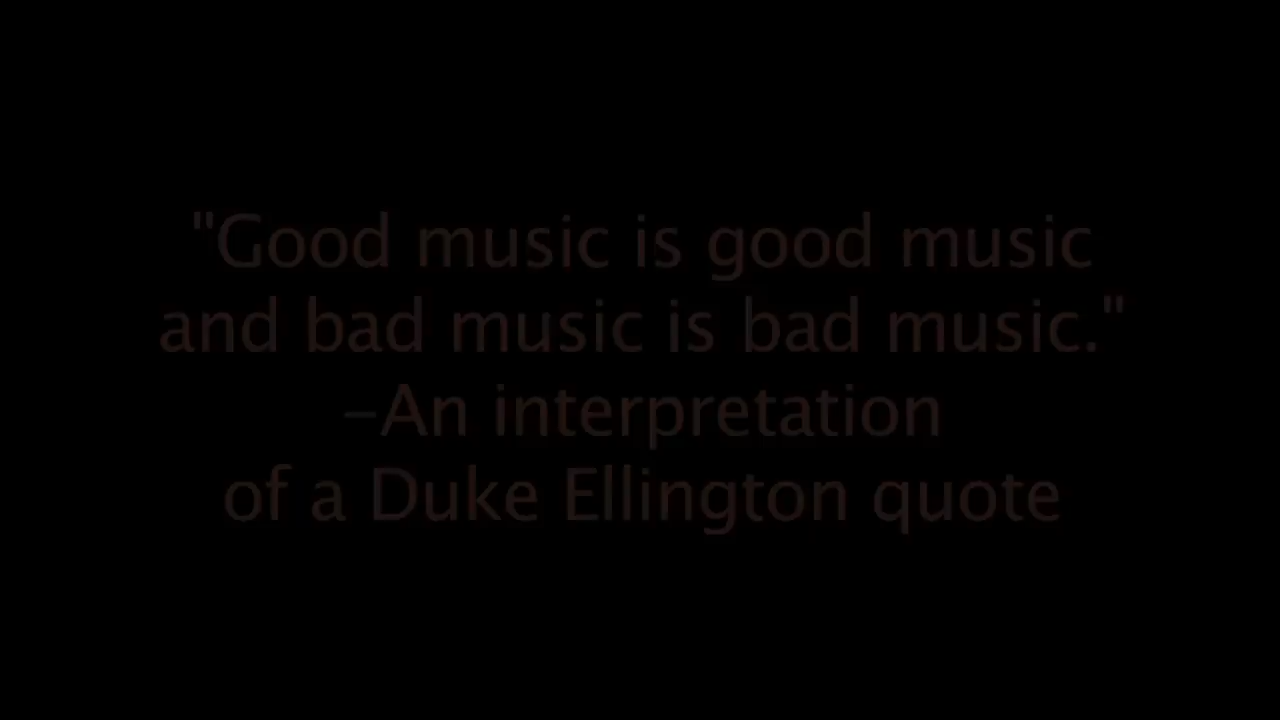 "Good music is good music
and bad music is bad music."
-An interpretation
of a Duke Ellington quote